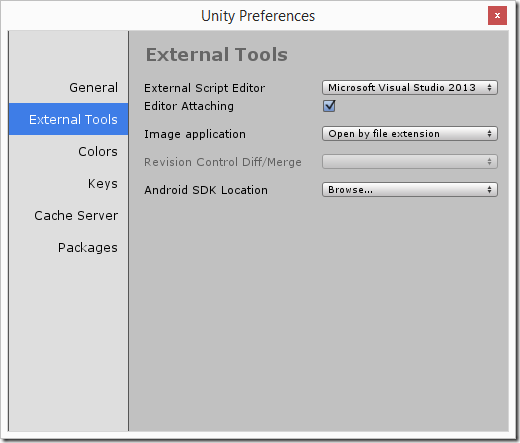 Unity Preferences
x
General
External Tools
Colors
Keys
Cache Server
Packages
External Tools
External Script Editor Microsoft Visual Studio 2013
Editor Attaching
Image application Open by file extension
Revision Control Diff/Merge
Android SDK Location Browse...